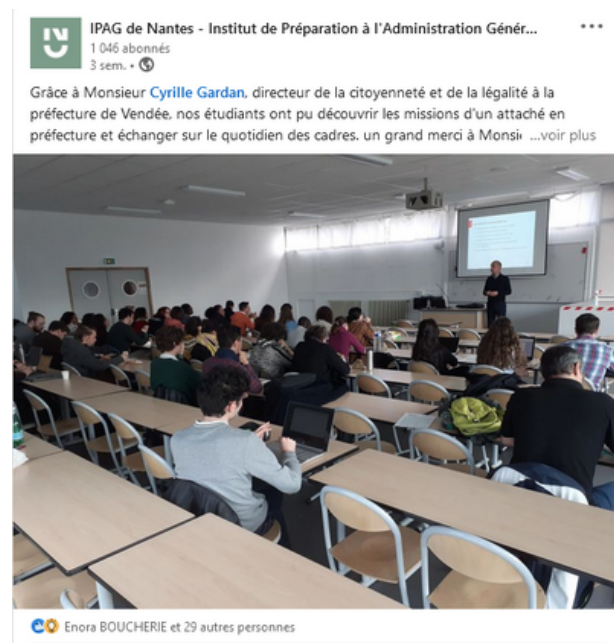 IPAG de Nantes - Institut de Préparation à l'Administration Génér...
1 046 abonnés
3 sem. •
Grâce à Monsieur Cyrille Gardan, directeur de la citoyenneté et de la légalité à la
préfecture de Vendée, nos étudiants ont pu découvrir les missions d'un attaché en
préfecture et échanger sur le quotidien des cadres. un grand merci à Monsi ...voir plus
Enora BOUCHERIE et 29 autres personnes